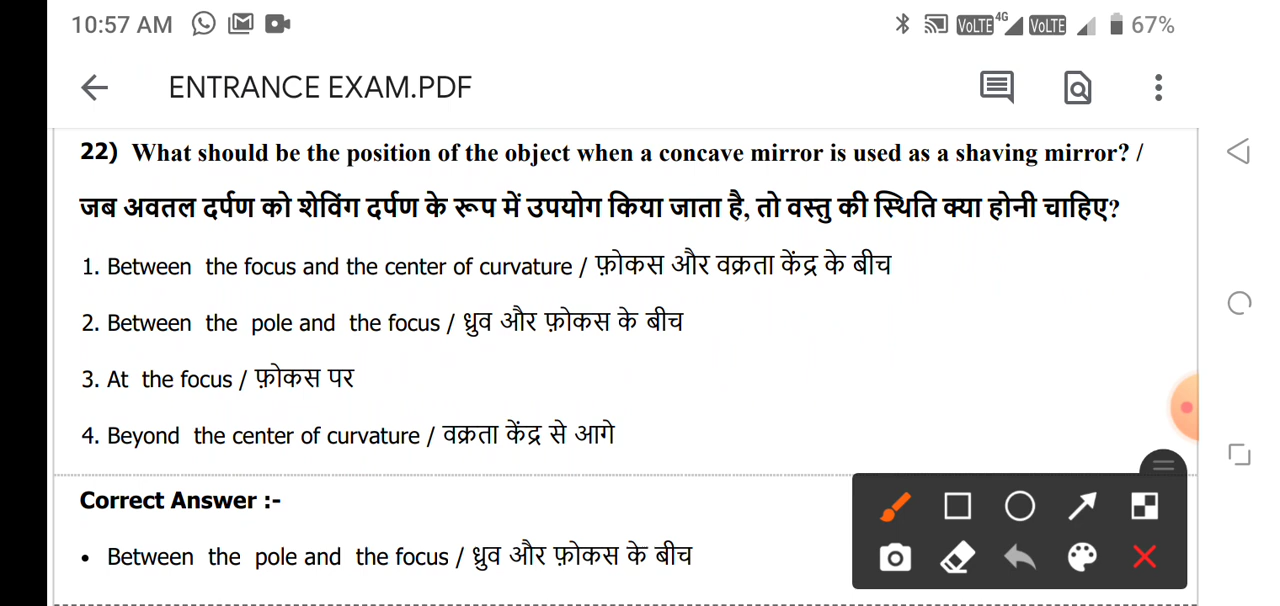 10:57 AM VoLTE 4G VoLTE 67%
ENTRANCE EXAM.PDF
22) What should be the position of the object when a concave mirror is used as a shaving mirror? /
जब अवतल दर्पण को शेविंग दर्पण के रूप में उपयोग किया जाता है, तो वस्तु की स्थिति क्या होनी चाहिए?
1. Between the focus and the center of curvature / फ़ोकस और वक्रता केंद्र के बीच
2. Between the pole and the focus / ध्रुव और फ़ोकस के बीच
3. At the focus / फ़ोकस पर
4. Beyond the center of curvature / वक्रता केंद्र से आगे
Correct Answer :-
• Between the pole and the focus / ध्रुव और फ़ोकस के बीच